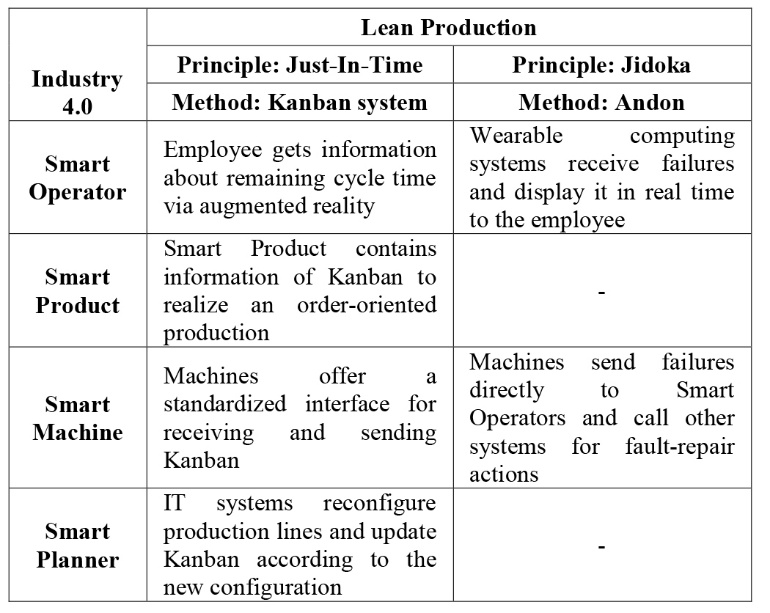 Lean Production
Industry
4.0
Principle: Just-In-Time
Principle: Jidoka
Method: Kanban system
Method: Andon
Smart
Operator
Employee gets information
about remaining cycle time
via augmented reality
Wearable computing
systems receive failures
and display it in real time
to the employee
Smart
Product
Smart Product contains
information of Kanban to
realize an order-oriented
production
-
Smart
Machine
Machines offer a
standardized interface for
receiving and sending
Kanban
Machines send failures
directly to Smart
Operators and call other
systems for fault-repair
actions
Smart
Planner
IT systems reconfigure
production lines and update
Kanban according to the
new configuration
-